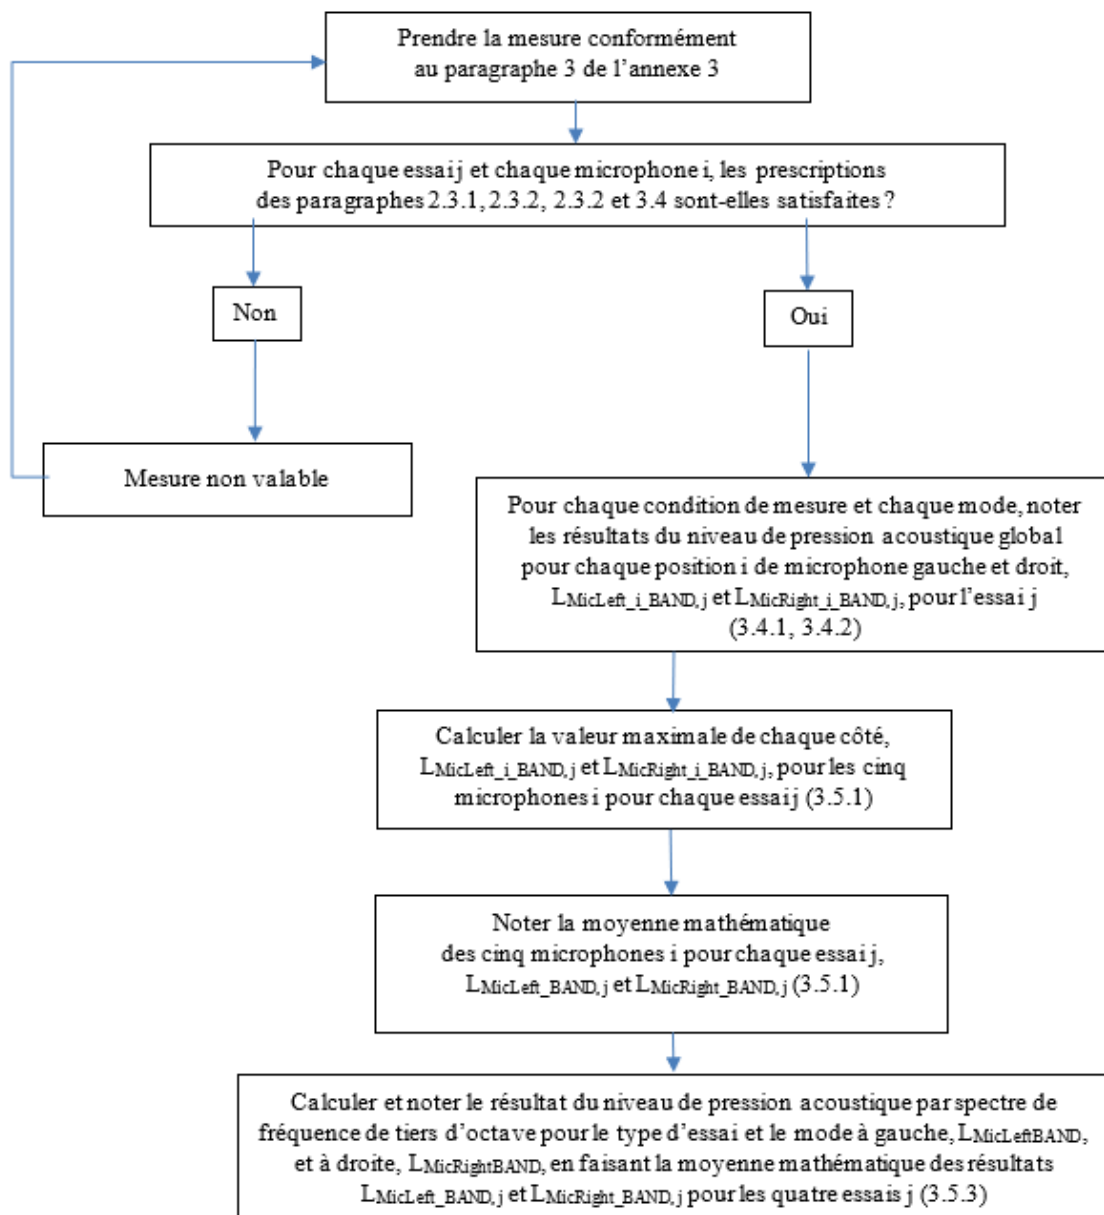 Prendre la mesure conformément
au paragraphe 3 de l’annexe 3
Pour chaque essai j et chaque microphone i, les prescriptions
des paragraphes 2.3.1, 2.3.2, 2.3.2 et 3.4 sont-elles satisfaites ?
Non
Oui
Mesure non valable
Pour chaque condition de mesure et chaque mode, noter
les résultats du niveau de pression acoustique global
pour chaque position i de microphone gauche et droit,
LMicLeft_i_BAND, j et LMicRight_i_BAND, j, pour l’essai j
(3.4.1, 3.4.2)
Calculer la valeur maximale de chaque côté,
LMicLeft_i_BAND, j et LMicRight_i_BAND, j, pour les cinq
microphones i pour chaque essai j (3.5.1)
Noter la moyenne mathématique
des cinq microphones i pour chaque essai j,
LMicLeft_BAND, j et LMicRight_BAND, j (3.5.1)
Calculer et noter le résultat du niveau de pression acoustique par spectre de
fréquence de tiers d’octave pour le type d’essai et le mode à gauche, LMicLeftBAND,
et à droite, LMicRightBAND, en faisant la moyenne mathématique des résultats
LMicLeft_BAND, j et LMicRight_BAND, j pour les quatre essais j (3.5.3)